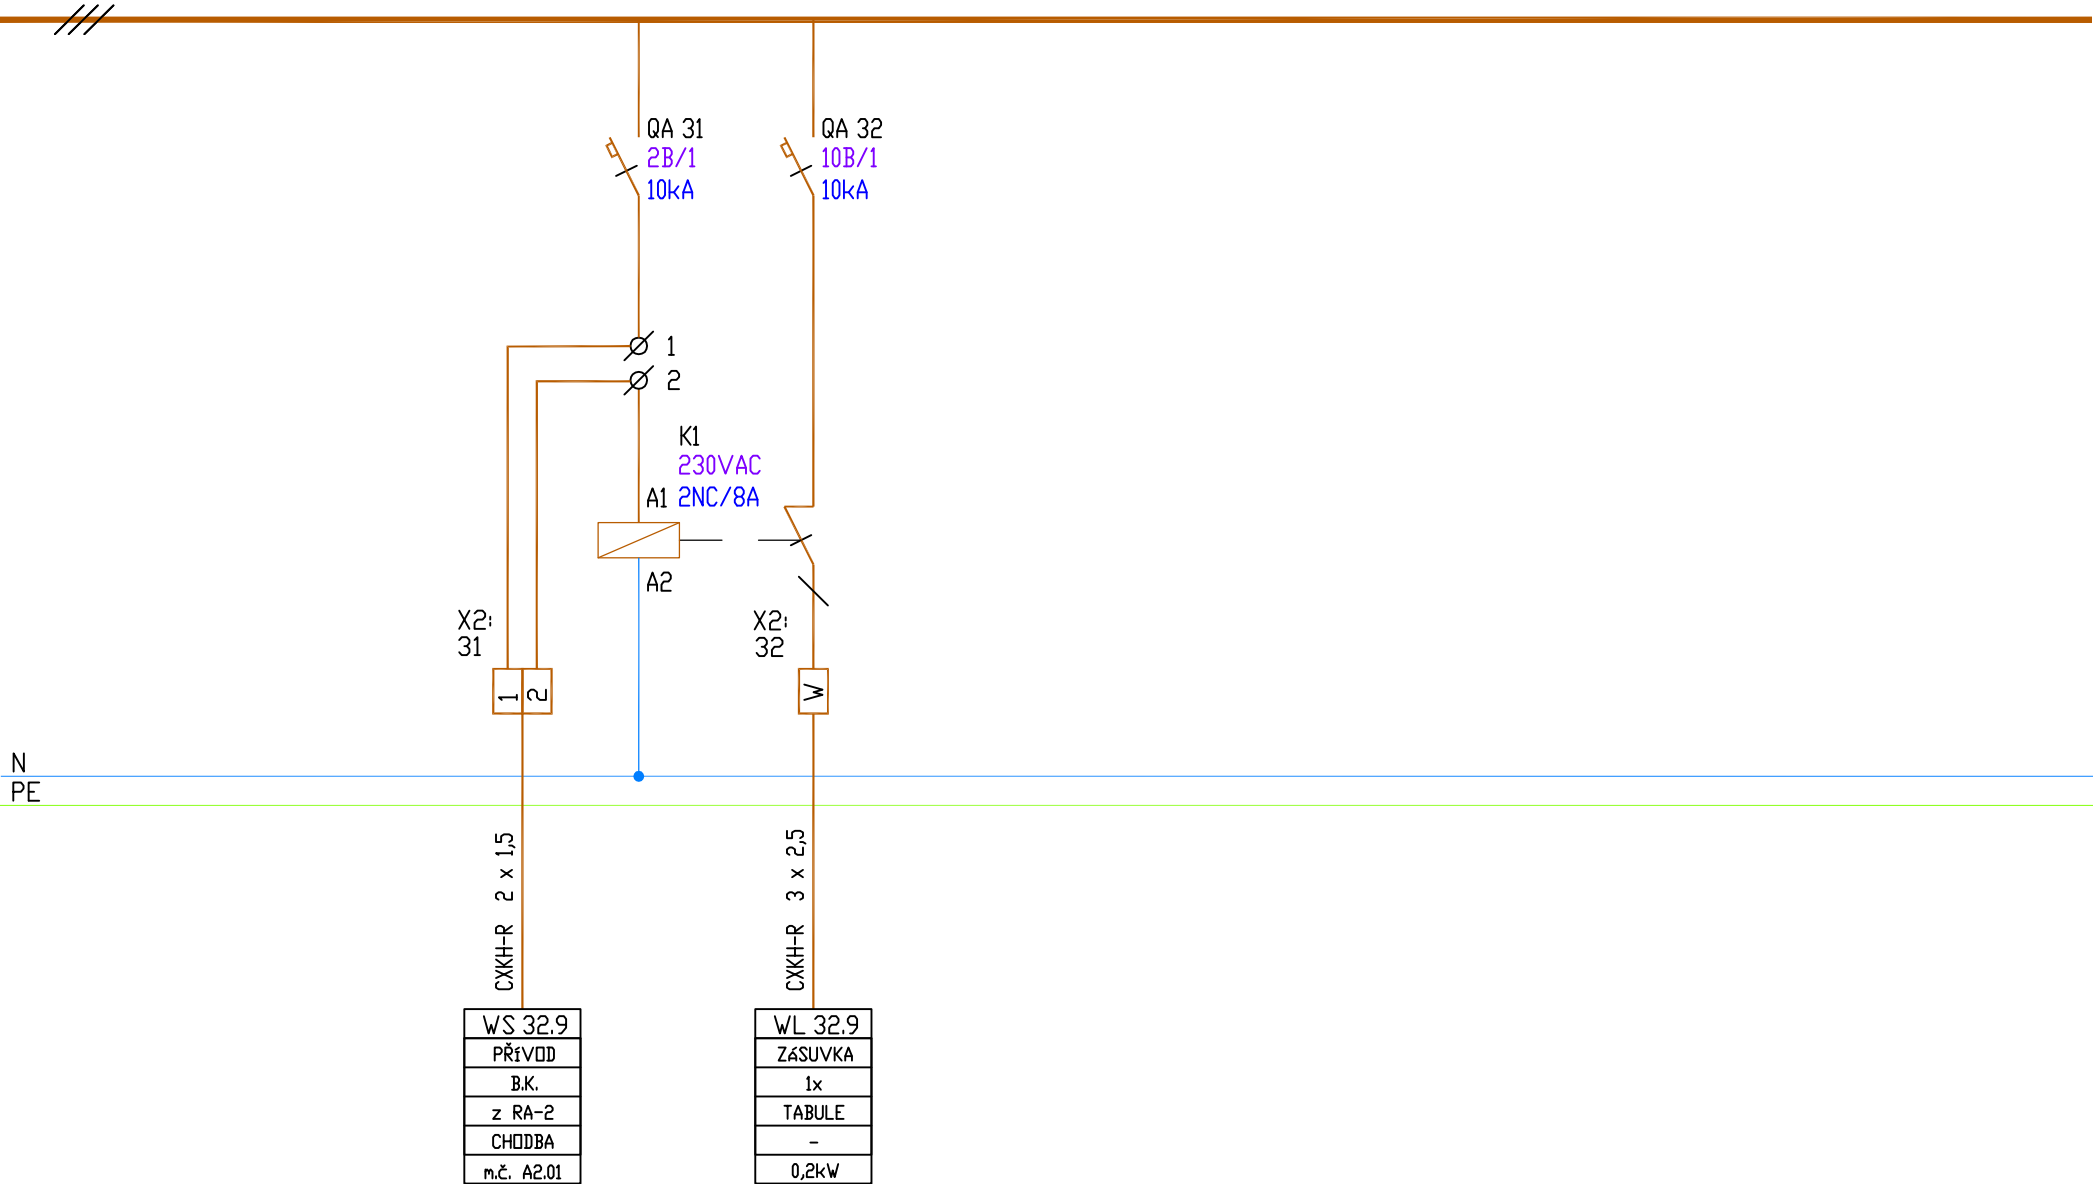 QA 31
2B/1
10kA
QA 32
10B/1
10kA
1
2
K1
230VAC
A1 2NC/8A
A2
X2:
31
X2:
32
1 2
W
N
PE
CXKH-R 2 x 1,5
CXKH-R 3 x 2,5
WS 32.9
PŘíVOD
B.K.
z RA-2
CHODBA
m.č. A2.01
WL 32.9
ZáSUVKA
1x
TABULE
-
0,2kW